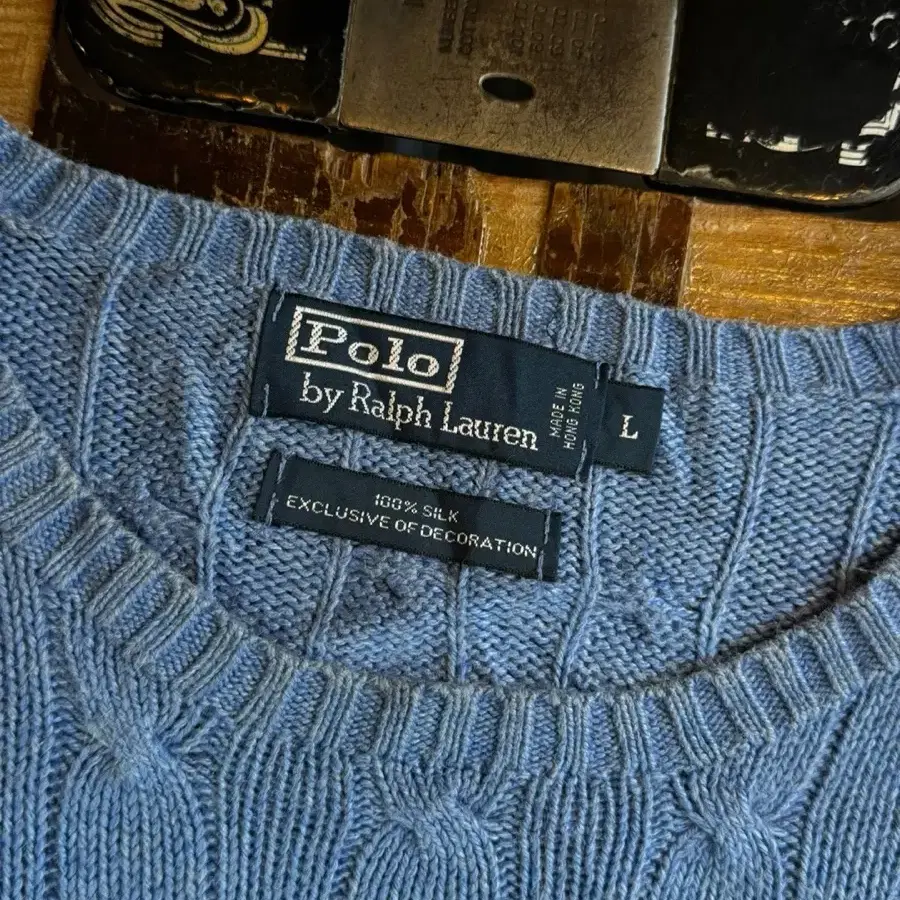 Polo
by Ralph Lauren
MADE IN
HONG KONG
L
100% SILK
EXCLUSIVE OF DECORATION